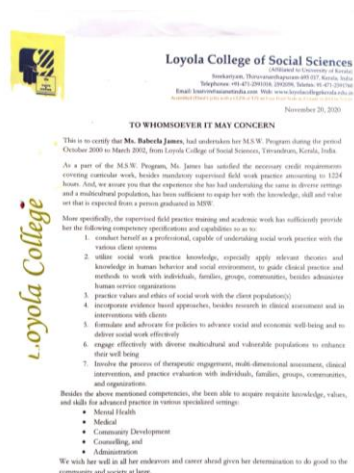 Loyola College of Social Sciences
(Affiliated to University of Kerala)
Sreekariyam, Thiruvananthapuram 695 017, Kerala, India
November 20, 2020
TO WHOMSOEVER IT MAY CONCERN
This is to certify that Ms. Babeela James, had undertaken her M.S.W. Program during the period
October 2000 to March 2002, from Loyola College of Social Sciences, Trivandrum, Kerala, India.
As a part of the M.S.W. Program, Ms. James has satisfied the necessary credit requirements
covering curricular work, besides mandatory supervised field work practice amounting to 1224
hours. And, we assure you that the experience she has had undertaking the same in diverse settings
and a multicultural population, has been sufficient to equip her with the knowledge, skill and value
set that is expected from a person graduated in MSW.
More specifically, the supervised field practice training and academic work has sufficiently provide
her the following competency specifications and capabilities so as to:
1. conduct herself as a professional, capable of undertaking social work practice with the
various client systems
2. utilize social work practice knowledge, especially apply relevant theories and
knowledge in human behavior and social environment, to guide clinical practice and
methods to work with individuals, families, groups, communities, besides administer
human service organizations
3. practice values and ethics of social work with the client population(s)
4. incorporate evidence based approaches, besides research in clinical assessment and in
interventions with clients
5. formulate and advocate for policies to advance social and economic well-being and to
deliver social work effectively
6. engage effectively with diverse multicultural and vulnerable populations to enhance
their well being
7. Involve the process of therapeutic engagement, multi-dimensional assessment, clinical
intervention, and practice evaluation with individuals, families, groups, communities,
and organizations.
Besides the above mentioned competencies, she been able to acquire requisite knowledge, values,
and skills for advanced practice in various specialized settings:
• Mental Health
• Medical
• Community Development
• Counselling, and
• Administration
We wish her well in all her endeavors and career ahead given her determination to do good to the
community and society at large.
Loyola College